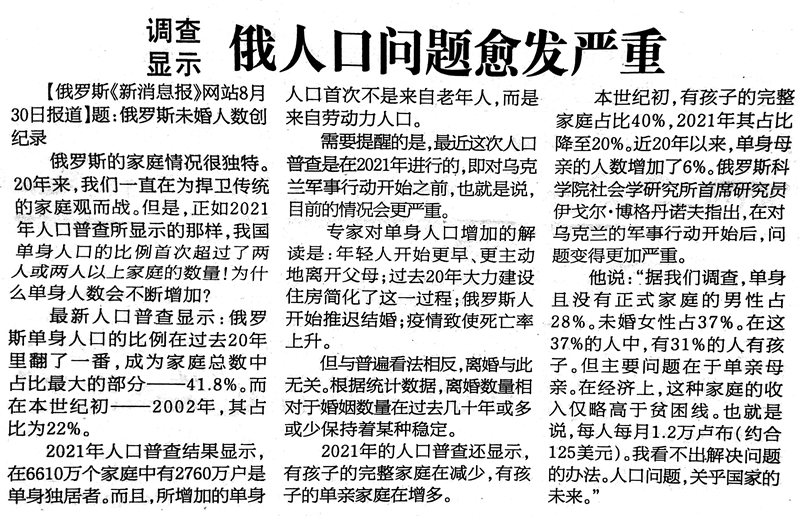 调查
显示
俄人口问题愈发严重
【俄罗斯《新消息报》网站8月
30日报道】题：俄罗斯未婚人数创
纪录
俄罗斯的家庭情况很独特。
20年来，我们一直在为捍卫传统
的家庭观而战。但是，正如2021
年人口普查所显示的那样，我国
单身人口的比例首次超过了两
人或两人以上家庭的数量！为什
么单身人数会不断增加？
最新人口普查显示：俄罗
斯单身人口的比例在过去20年
里翻了一番，成为家庭总数中
占比最大的部分——41.8%。而
在本世纪初——2002年，其占
比为22%。
2021年人口普查结果显示，
在6610万个家庭中有2760万户是
单身独居者。而且，所增加的单身
人口首次不是来自老年人，而是
来自劳动力人口。
需要提醒的是，最近这次人口
普查是在2021年进行的，即对乌克
兰军事行动开始之前，也就是说，
目前的情况会更严重。
专家对单身人口增加的解
读是：年轻人开始更早、更主动
地离开父母；过去20年大力建设
住房简化了这一过程；俄罗斯人
开始推迟结婚；疫情致使死亡率
上升。
但与普遍看法相反，离婚与此
无关。根据统计数据，离婚数量相
对于婚姻数量在过去几十年或多
或少保持着某种稳定。
2021年的人口普查还显示，
有孩子的完整家庭在减少，有孩
子的单亲家庭在增多。
本世纪初，有孩子的完整
家庭占比40%，2021年其占比
降至20%。近20年以来，单身母
亲的人数增加了6%。俄罗斯科
学院社会学研究所首席研究员
伊戈尔·博格丹诺夫指出，在对
乌克兰的军事行动开始后，问
题变得更加严重。
他说：“据我们调查，单身
且没有正式家庭的男性占
28%。未婚女性占37%。在这
37%的人中，有31%的人有孩
子。但主要问题在于单亲母
亲。在经济上，这种家庭的收
入仅略高于贫困线。也就是
说，每人每月1.2万卢布（约合
125美元）。我看不出解决问题
的办法。人口问题，关乎国家的
未来。”